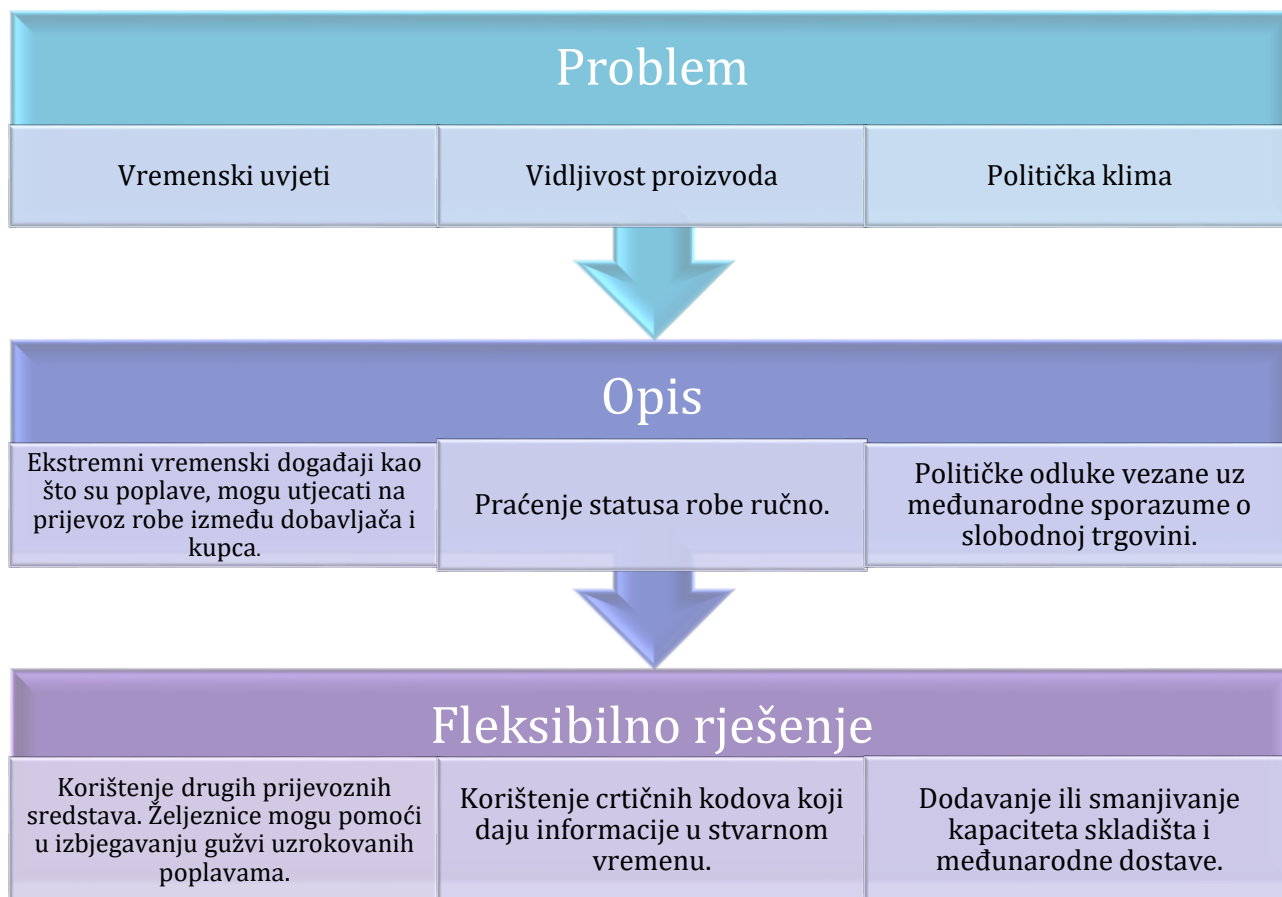 Problem
Vremenski uvjeti
Vidljivost proizvoda
Politička klima
Opis
Ekstremni vremenski događaji kao
što su poplave, mogu utjecati na
prijevoz robe između dobavljača i
kupca.
Praćenje statusa robe ručno.
Političke odluke vezane uz
međunarodne sporazume o
slobodnoj trgovini.
Fleksibilno rješenje
Korištenje drugih prijevoznih
sredstava. Željeznice mogu pomoći
u izbjegavanju gužvi uzrokovanih
poplavama.
Korištenje crtičnih kodova koji
daju informacije u stvarnom
vremenu.
Dodavanje ili smanjivanje
kapaciteta skladišta i
međunarodne dostave.